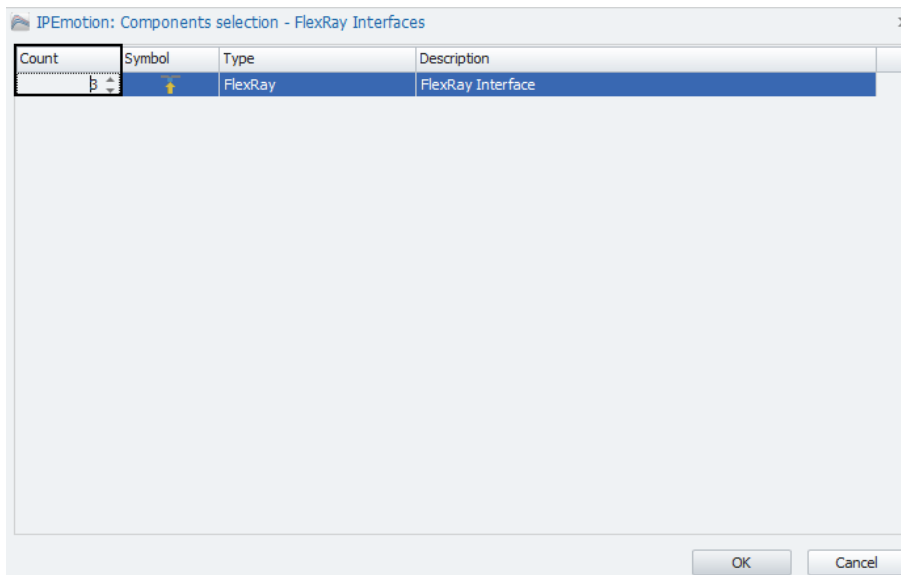 IPEmotion: Components selection - FlexRay Interfaces
Count Symbol Type Description
3 FlexRay FlexRay Interface
OK Cancel